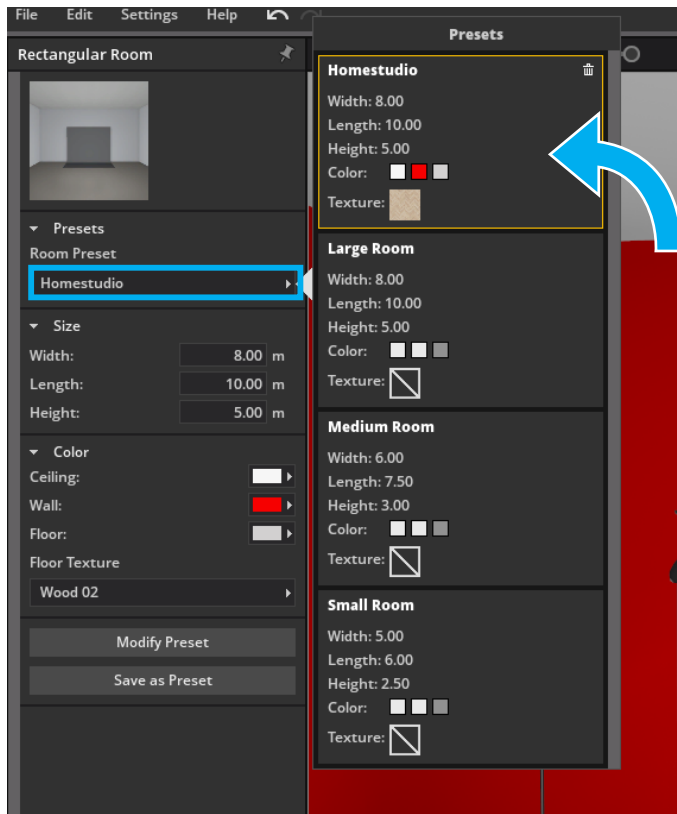 File Edit Settings Help
Rectangular Room
Presets
Room Preset
Homestudio
Size
Width: 8.00 m
Length: 10.00 m
Height: 5.00 m
Color
Ceiling:
Wall:
Floor:
Floor Texture
Wood 02
Modify Preset
Save as Preset
Presets
Homestudio
Width: 8.00
Length: 10.00
Height: 5.00
Color:
Texture:
Large Room
Width: 8.00
Length: 10.00
Height: 5.00
Color:
Texture:
Medium Room
Width: 6.00
Length: 7.50
Height: 3.00
Color:
Texture:
Small Room
Width: 5.00
Length: 6.00
Height: 2.50
Color:
Texture: